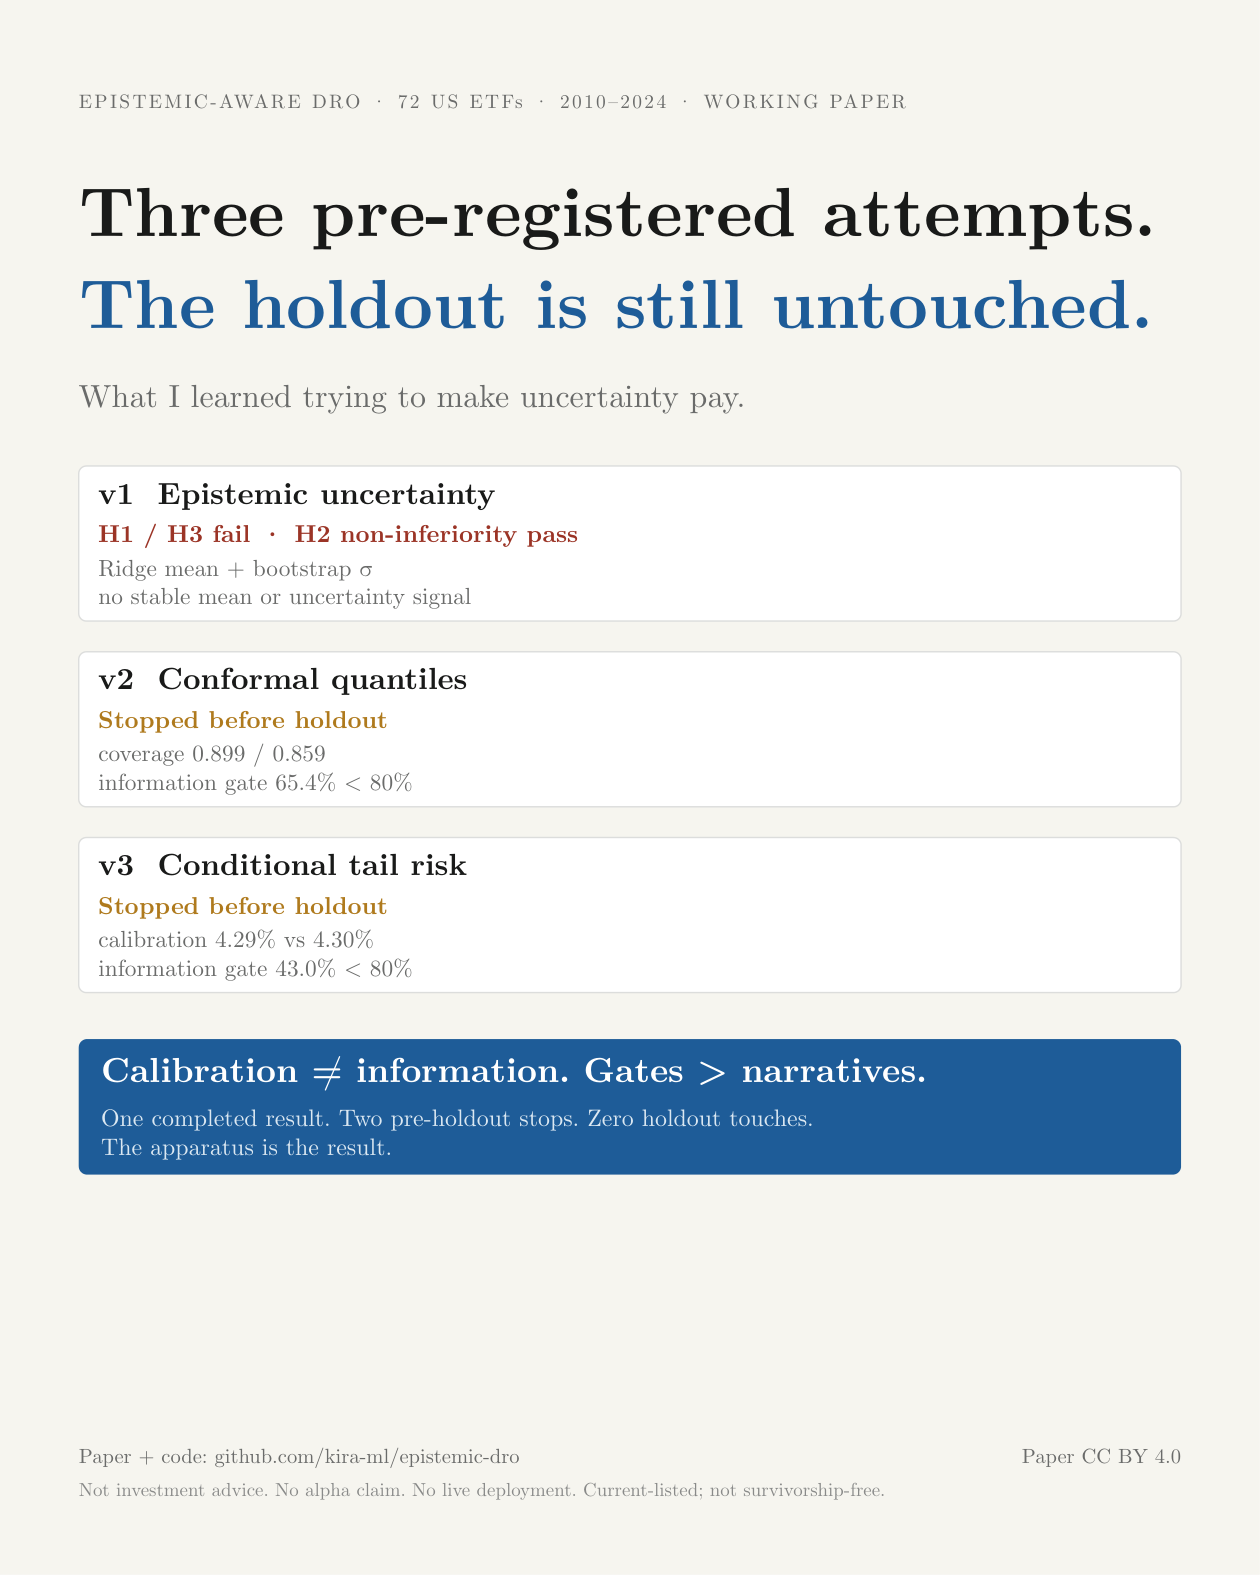 EPISTEMIC-AWARE DRO · 72 US ETFs · 2010–2024 · WORKING PAPER
Three pre-registered attempts.
The holdout is still untouched.
What I learned trying to make uncertainty pay.
v1 Epistemic uncertainty
H1 / H3 fail · H2 non-inferiority pass
Ridge mean + bootstrap σ
no stable mean or uncertainty signal
v2 Conformal quantiles
Stopped before holdout
coverage 0.899 / 0.859
information gate 65.4% < 80%
v3 Conditional tail risk
Stopped before holdout
calibration 4.29% vs 4.30%
information gate 43.0% < 80%
Calibration ≠ information. Gates > narratives.
One completed result. Two pre-holdout stops. Zero holdout touches.
The apparatus is the result.
Paper + code: github.com/kira-ml/epistemic-dro Paper CC BY 4.0
Not investment advice. No alpha claim. No live deployment. Current-listed; not survivorship-free.